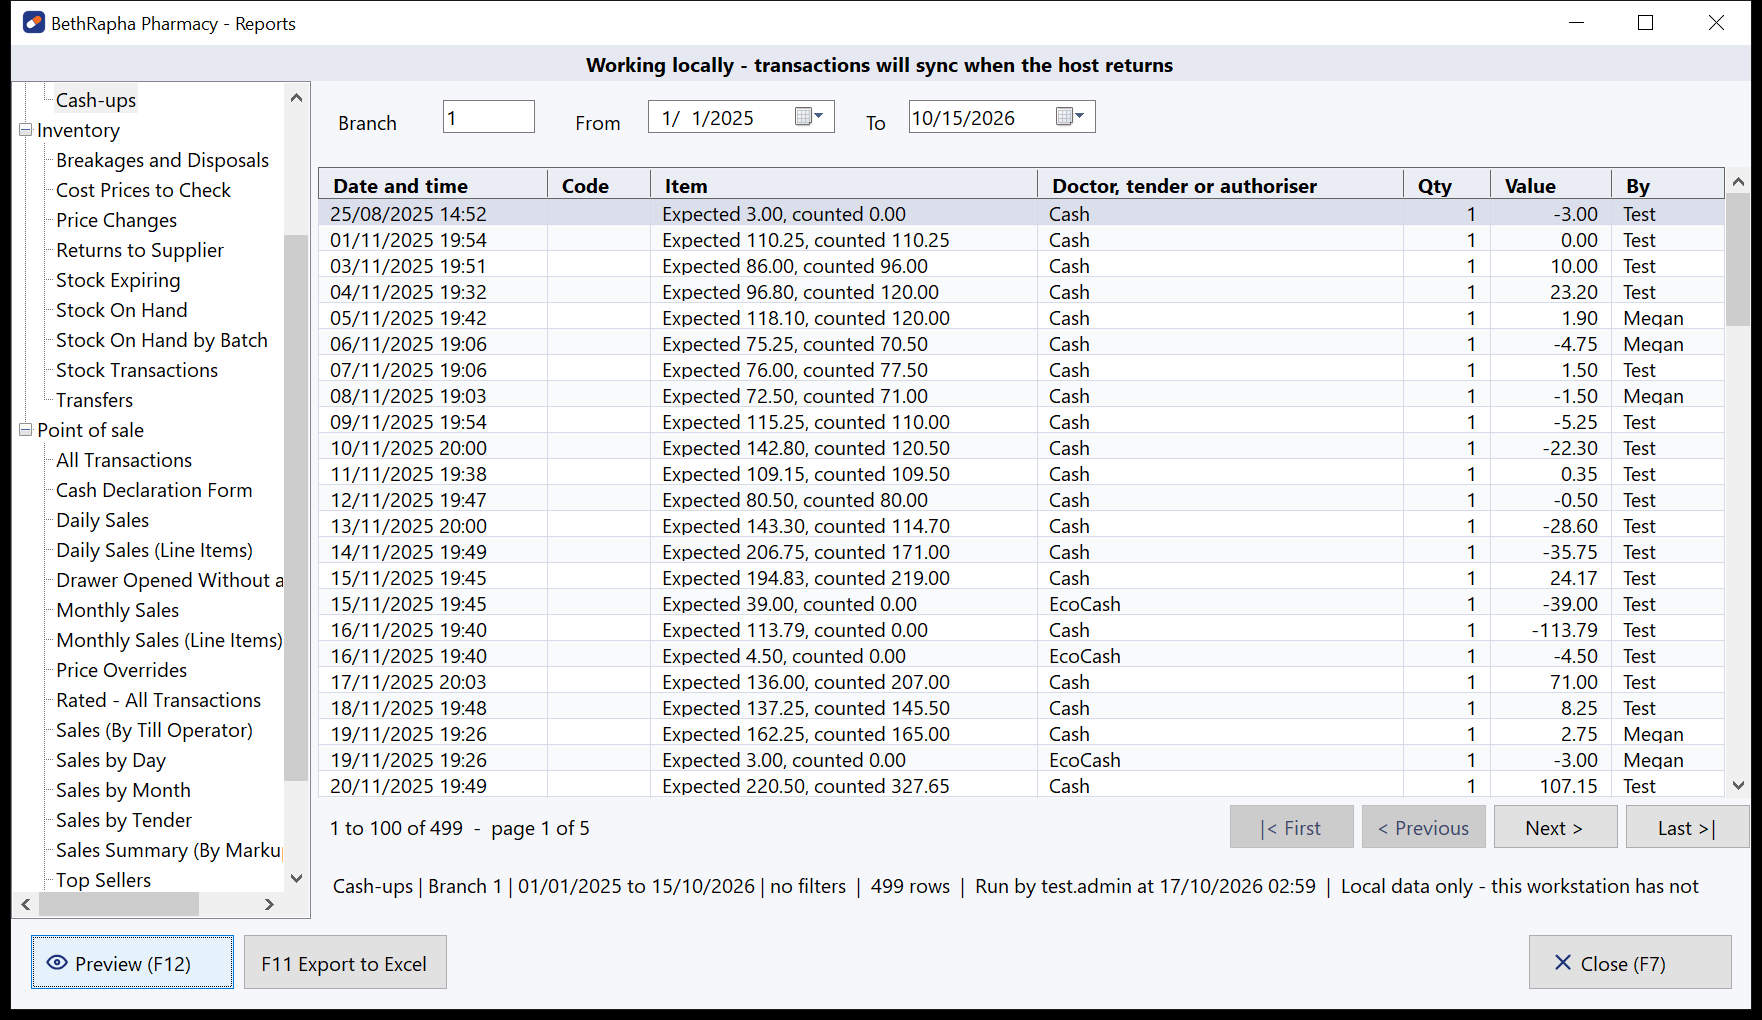 BethRapha Pharmacy - Reports
Working locally - transactions will sync when the host returns
Cash-ups
Inventory
Breakages and Disposals
Cost Prices to Check
Price Changes
Returns to Supplier
Stock Expiring
Stock On Hand
Stock On Hand by Batch
Stock Transactions
Transfers
Point of sale
All Transactions
Cash Declaration Form
Daily Sales
Daily Sales (Line Items)
Drawer Opened Without a
Monthly Sales
Monthly Sales (Line Items)
Price Overrides
Rated - All Transactions
Sales (By Till Operator)
Sales by Day
Sales by Month
Sales by Tender
Sales Summary (By Marku
Top Sellers
Branch 1 From 1/ 1/2025 To 10/15/2026
Date and time Code Item Doctor, tender or authoriser Qty Value By
25/08/2025 14:52 Expected 3.00, counted 0.00 Cash 1 -3.00 Test
01/11/2025 19:54 Expected 110.25, counted 110.25 Cash 1 0.00 Test
03/11/2025 19:51 Expected 86.00, counted 96.00 Cash 1 10.00 Test
04/11/2025 19:32 Expected 96.80, counted 120.00 Cash 1 23.20 Test
05/11/2025 19:42 Expected 118.10, counted 120.00 Cash 1 1.90 Megan
06/11/2025 19:06 Expected 75.25, counted 70.50 Cash 1 -4.75 Megan
07/11/2025 19:06 Expected 76.00, counted 77.50 Cash 1 1.50 Test
08/11/2025 19:03 Expected 72.50, counted 71.00 Cash 1 -1.50 Megan
09/11/2025 19:54 Expected 115.25, counted 110.00 Cash 1 -5.25 Test
10/11/2025 20:00 Expected 142.80, counted 120.50 Cash 1 -22.30 Test
11/11/2025 19:38 Expected 109.15, counted 109.50 Cash 1 0.35 Test
12/11/2025 19:47 Expected 80.50, counted 80.00 Cash 1 -0.50 Test
13/11/2025 20:00 Expected 143.30, counted 114.70 Cash 1 -28.60 Test
14/11/2025 19:49 Expected 206.75, counted 171.00 Cash 1 -35.75 Test
15/11/2025 19:45 Expected 194.83, counted 219.00 Cash 1 24.17 Test
15/11/2025 19:45 Expected 39.00, counted 0.00 EcoCash 1 -39.00 Test
16/11/2025 19:40 Expected 113.79, counted 0.00 Cash 1 -113.79 Test
16/11/2025 19:40 Expected 4.50, counted 0.00 EcoCash 1 -4.50 Test
17/11/2025 20:03 Expected 136.00, counted 207.00 Cash 1 71.00 Test
18/11/2025 19:48 Expected 137.25, counted 145.50 Cash 1 8.25 Test
19/11/2025 19:26 Expected 162.25, counted 165.00 Cash 1 2.75 Megan
19/11/2025 19:26 Expected 3.00, counted 0.00 EcoCash 1 -3.00 Megan
20/11/2025 19:49 Expected 220.50, counted 327.65 Cash 1 107.15 Test
1 to 100 of 499 - page 1 of 5 |< First < Previous Next > Last >|
Cash-ups | Branch 1 | 01/01/2025 to 15/10/2026 | no filters | 499 rows | Run by test.admin at 17/10/2026 02:59 | Local data only - this workstation has not
Preview (F12) F11 Export to Excel Close (F7)